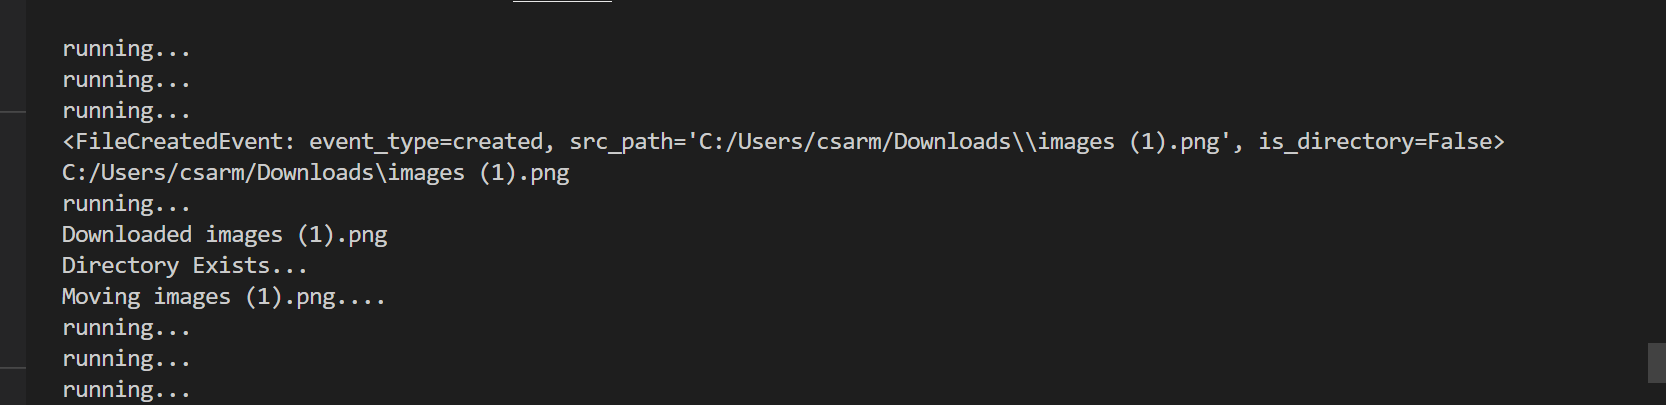 running...
running...
running...
<FileCreatedEvent: event_type=created, src_path='C:/Users/csarm/Downloads\\images (1).png', is_directory=False>
C:/Users/csarm/Downloads\images (1).png
running...
Downloaded images (1).png
Directory Exists...
Moving images (1).png....
running...
running...
running...